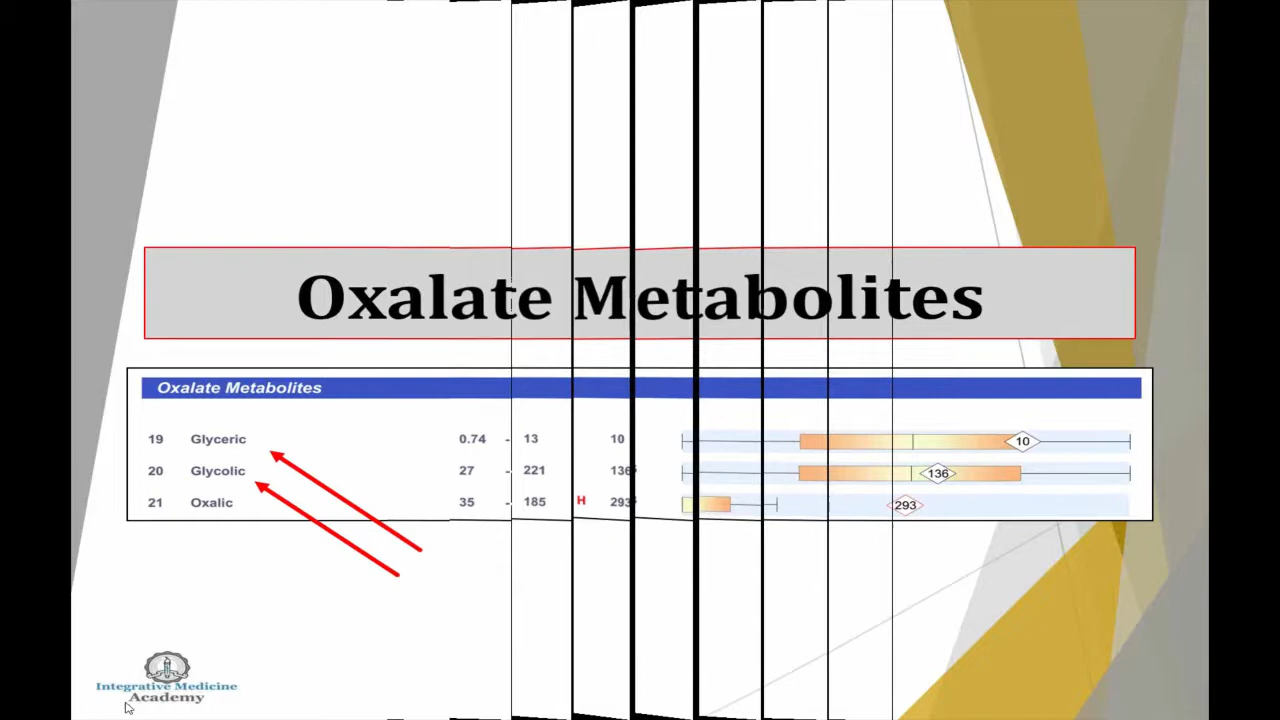 Oxalate Metabolites
Oxalate Metabolites
19 Glyceric 0.74 - 13 10 10
20 Glycolic 27 - 221 136 136
21 Oxalic 35 - 185 H 293 293
Integrative Medicine
Academy